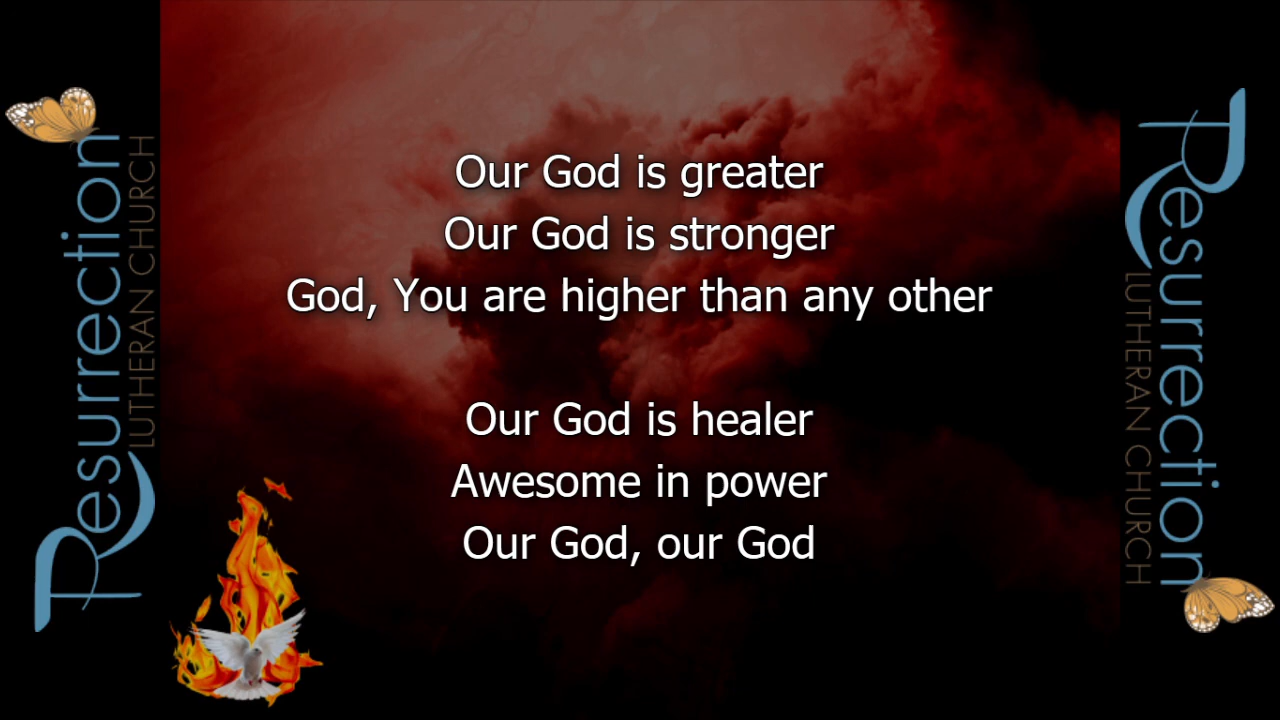 Resurrection
LUTHERAN CHURCH
Our God is greater
Our God is stronger
God, You are higher than any other
Our God is healer
Awesome in power
Our God, our God
Resurrection
LUTHERAN CHURCH